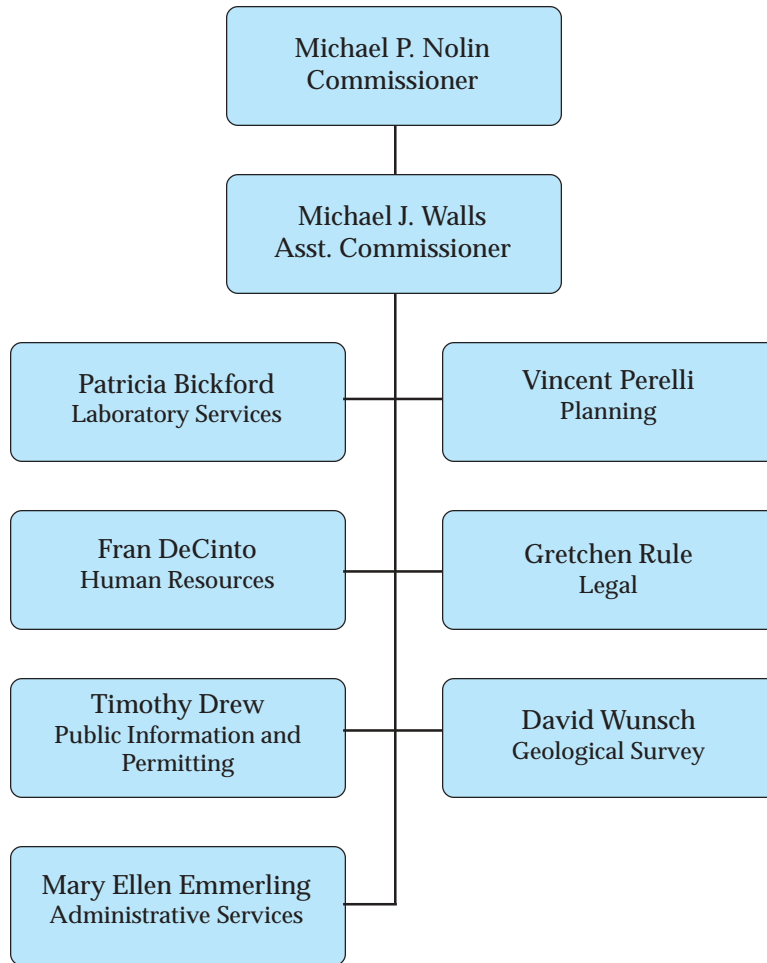 Michael P. Nolin
Commissioner
Michael J. Walls
Asst. Commissioner
Patricia Bickford
Laboratory Services
Vincent Perelli
Planning
Fran DeCinto
Human Resources
Gretchen Rule
Legal
Timothy Drew
Public Information and
Permitting
David Wunsch
Geological Survey
Mary Ellen Emmerling
Administrative Services